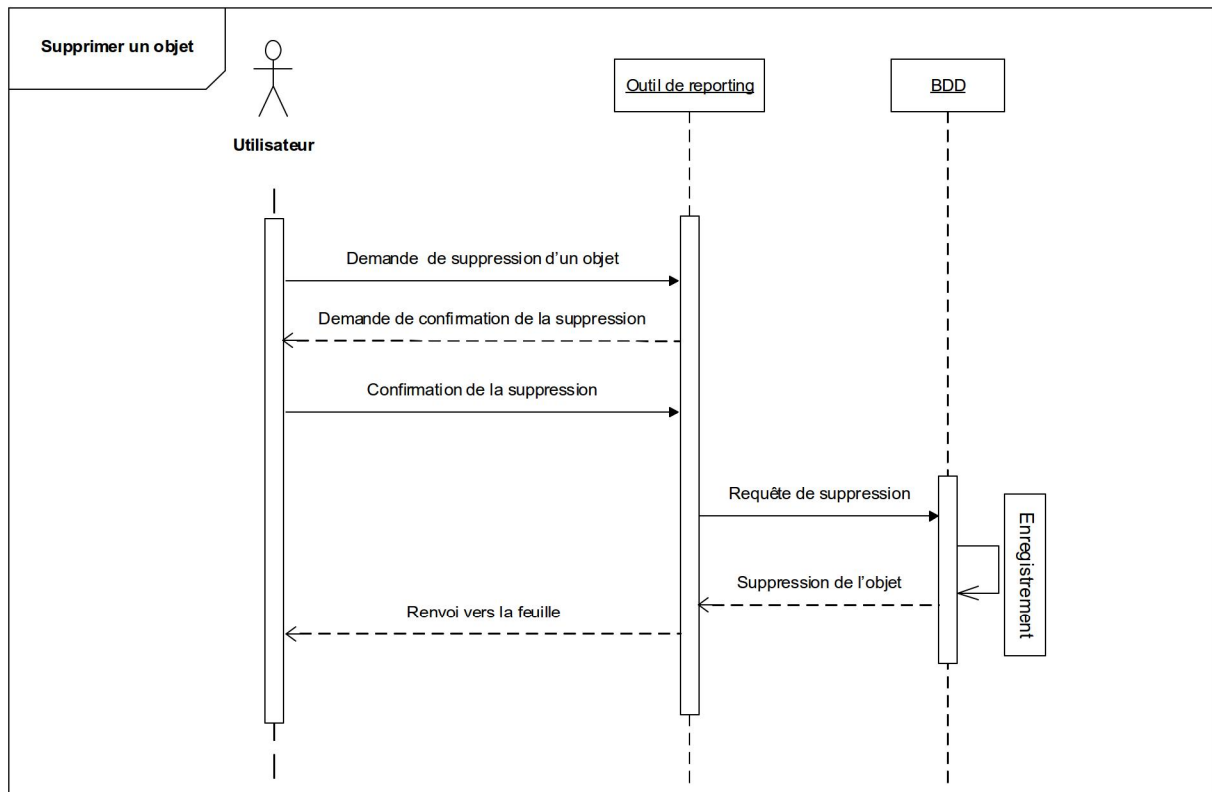 Supprimer un objet
Outil de reporting
BDD
Utilisateur
Demande de suppression d'un objet
Demande de confirmation de la suppression
Confirmation de la suppression
Requête de suppression
Enregistrement
Suppression de l'objet
Renvoi vers la feuille